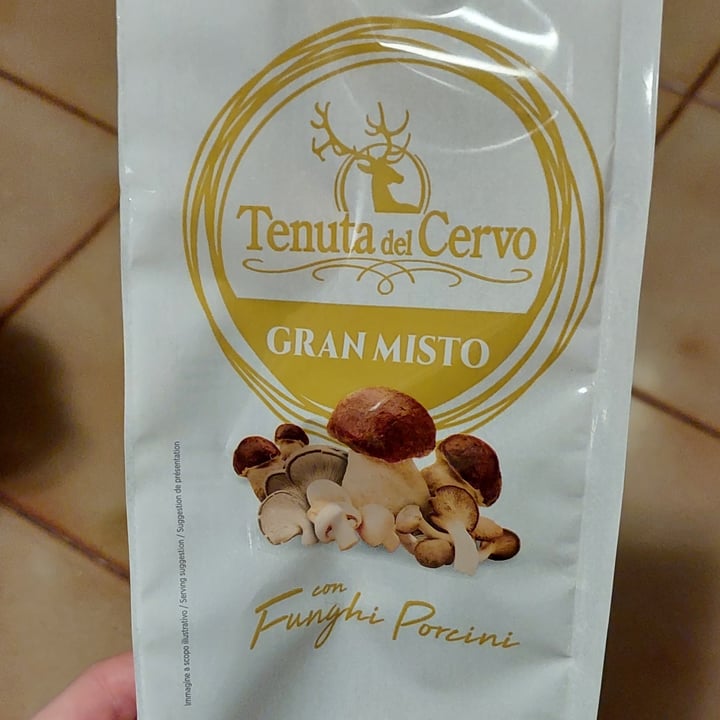 Tenuta del Cervo
GRAN MISTO
con
Funghi Porcini
Immagine a scopo illustrativo / Serving suggestion / Suggestion de présentation